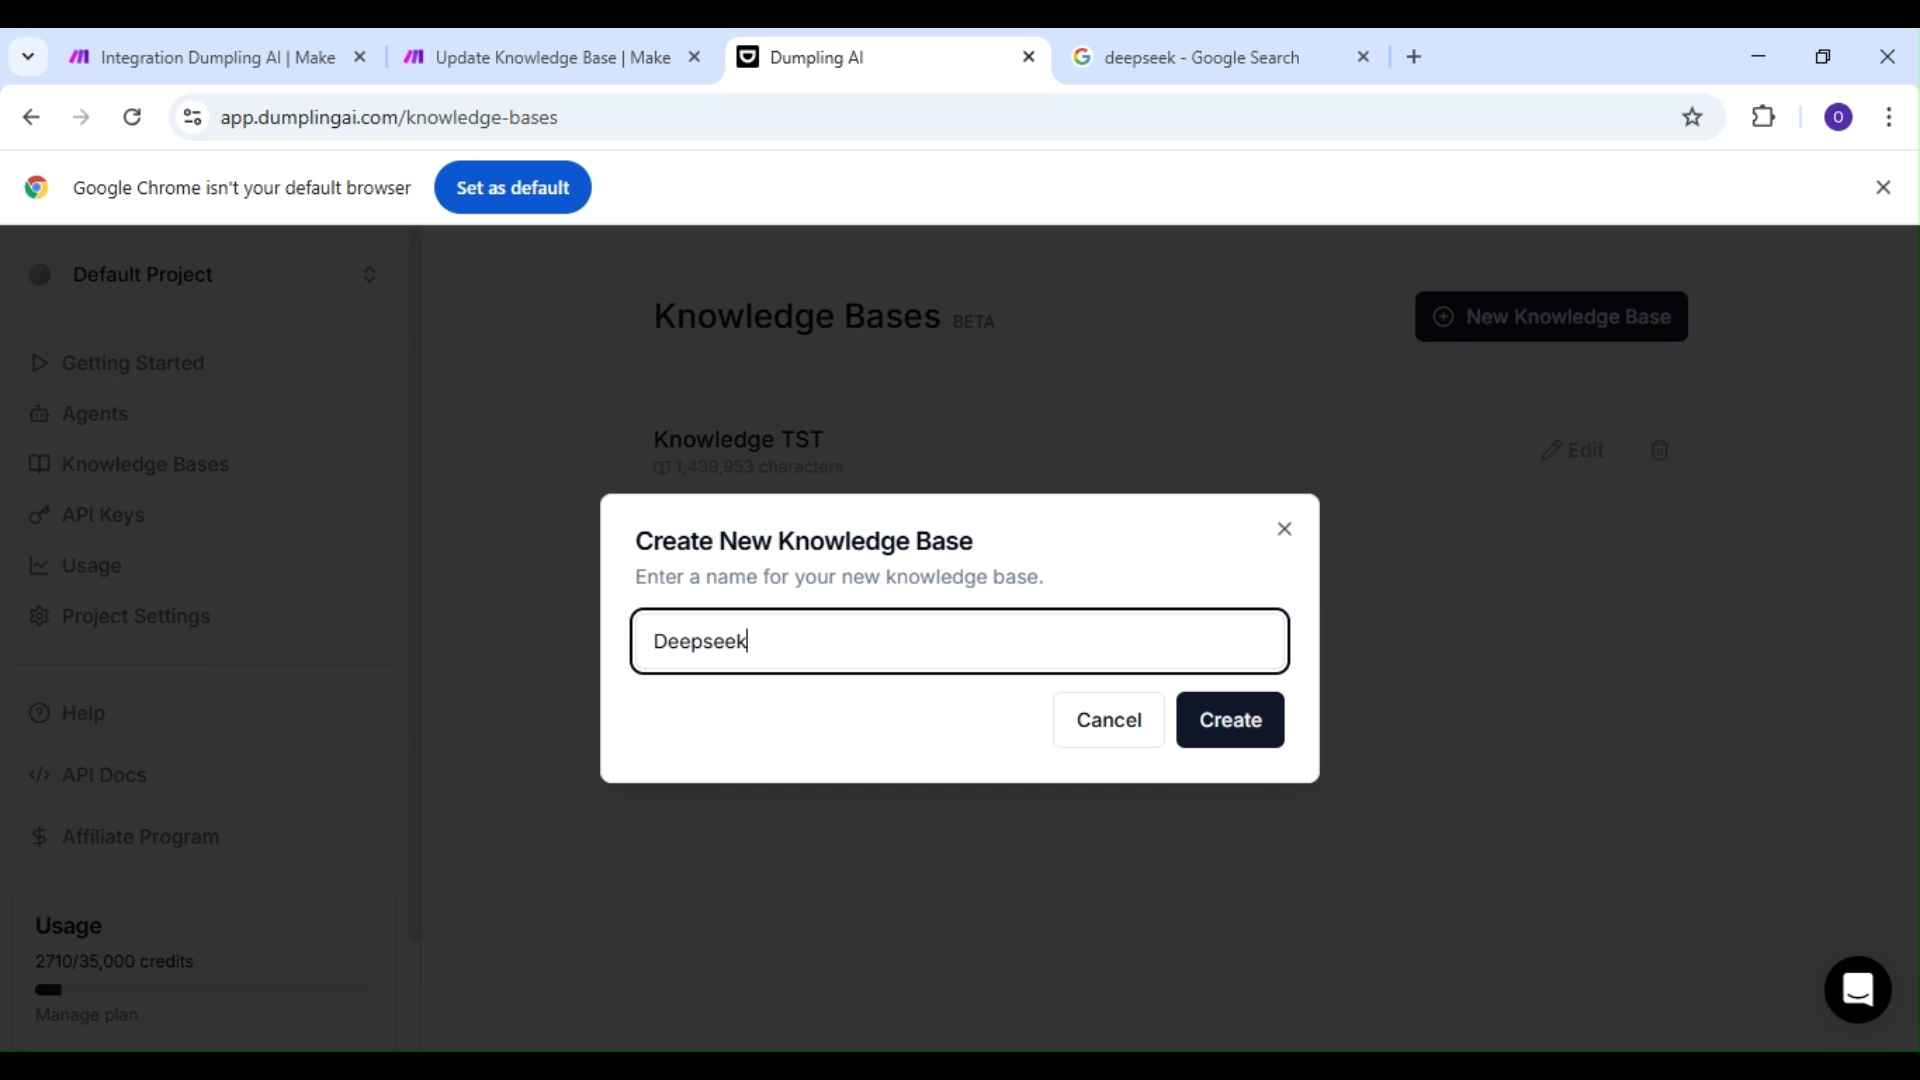 Integration Dumpling AI | Make
Update Knowledge Base | Make
Dumpling AI
deepseek - Google Search
app.dumplingai.com/knowledge-bases
O
Google Chrome isn't your default browser
Set as default
Default Project
Knowledge Bases BETA
New Knowledge Base
Getting Started
Agents
Knowledge Bases
API Keys
Usage
Project Settings
Help
API Docs
Affiliate Program
Usage
2710/35,000 credits
Manage plan
Knowledge TST
1,439,953 characters
Edit
Create New Knowledge Base
Enter a name for your new knowledge base.
Deepseek
Cancel
Create